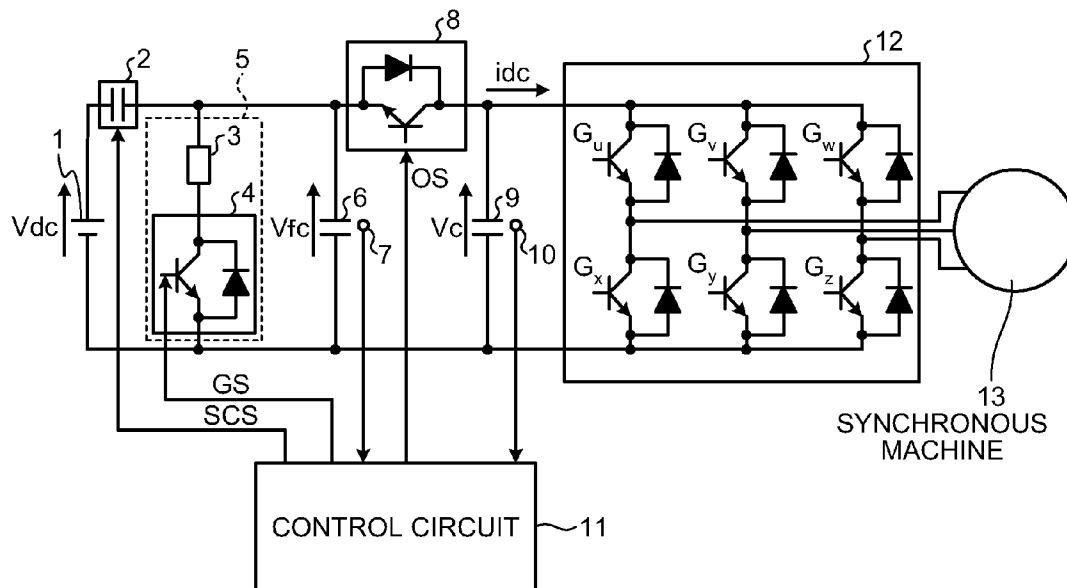 8
2
5
12
idc
3
1
4
OS
6
9
Vdc
Vfc
Vc
7
10
Gu
Gv
Gw
Gx
Gy
Gz
GS
SCS
13
SYNCHRONOUS
MACHINE
CONTROL CIRCUIT
11